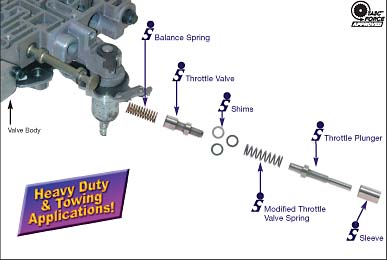 "TASC"
FORCE
APPROVED
S Balance Spring
S Throttle Valve
S Shims
S Throttle Plunger
Valve Body
Heavy Duty
& Towing
Applications!
S Modified Throttle
Valve Spring
S Sleeve